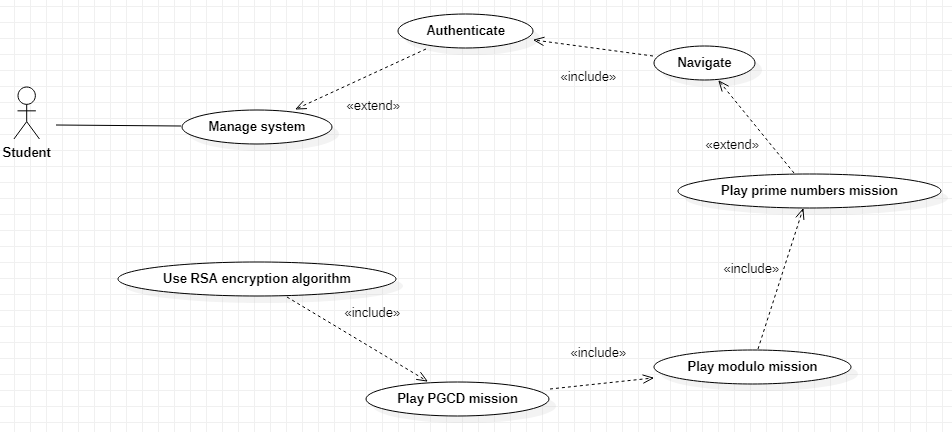 Authenticate
Navigate
«include»
«extend»
Manage system
Student
«extend»
Play prime numbers mission
«include»
Use RSA encryption algorithm
«include»
«include»
Play modulo mission
Play PGCD mission